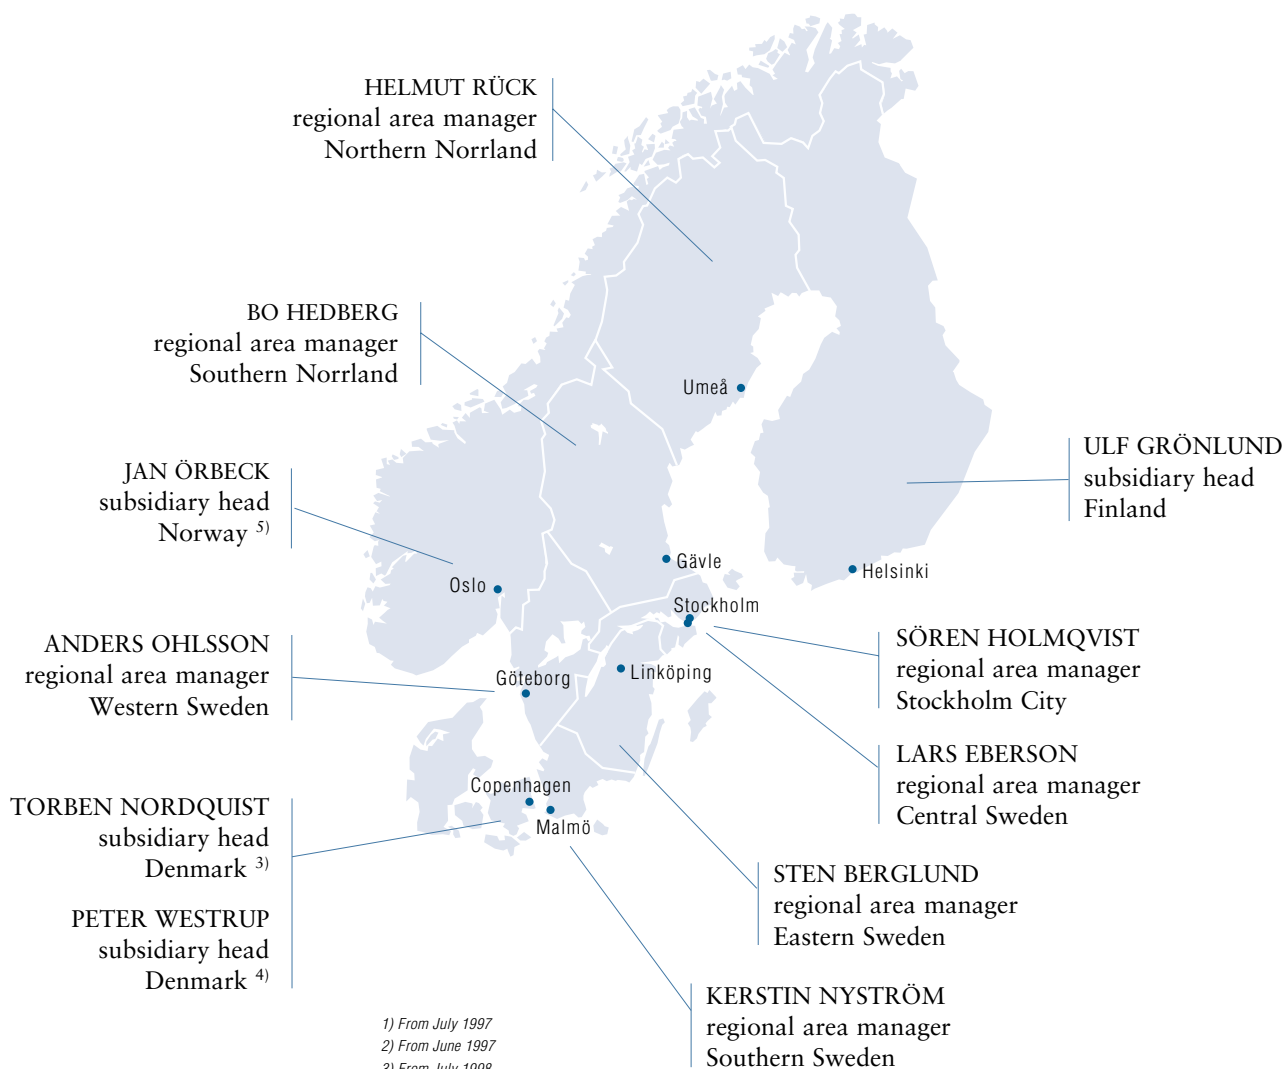 HELMUT RÜCK
regional area manager
Northern Norrland
BO HEDBERG
regional area manager
Southern Norrland
Umeå
JAN ÖRBECK
subsidiary head
Norway 5)
ULF GRÖNLUND
subsidiary head
Finland
Gävle
Helsinki
Oslo
Stockholm
ANDERS OHLSSON
regional area manager
Western Sweden
SÖREN HOLMQVIST
regional area manager
Stockholm City
Göteborg
Linköping
LARS EBERSON
regional area manager
Central Sweden
Copenhagen
Malmö
TORBEN NORDQUIST
subsidiary head
Denmark 3)
PETER WESTRUP
subsidiary head
Denmark 4)
STEN BERGLUND
regional area manager
Eastern Sweden
KERSTIN NYSTRÖM
regional area manager
Southern Sweden
1) From July 1997
2) From June 1997
3) From July 1998